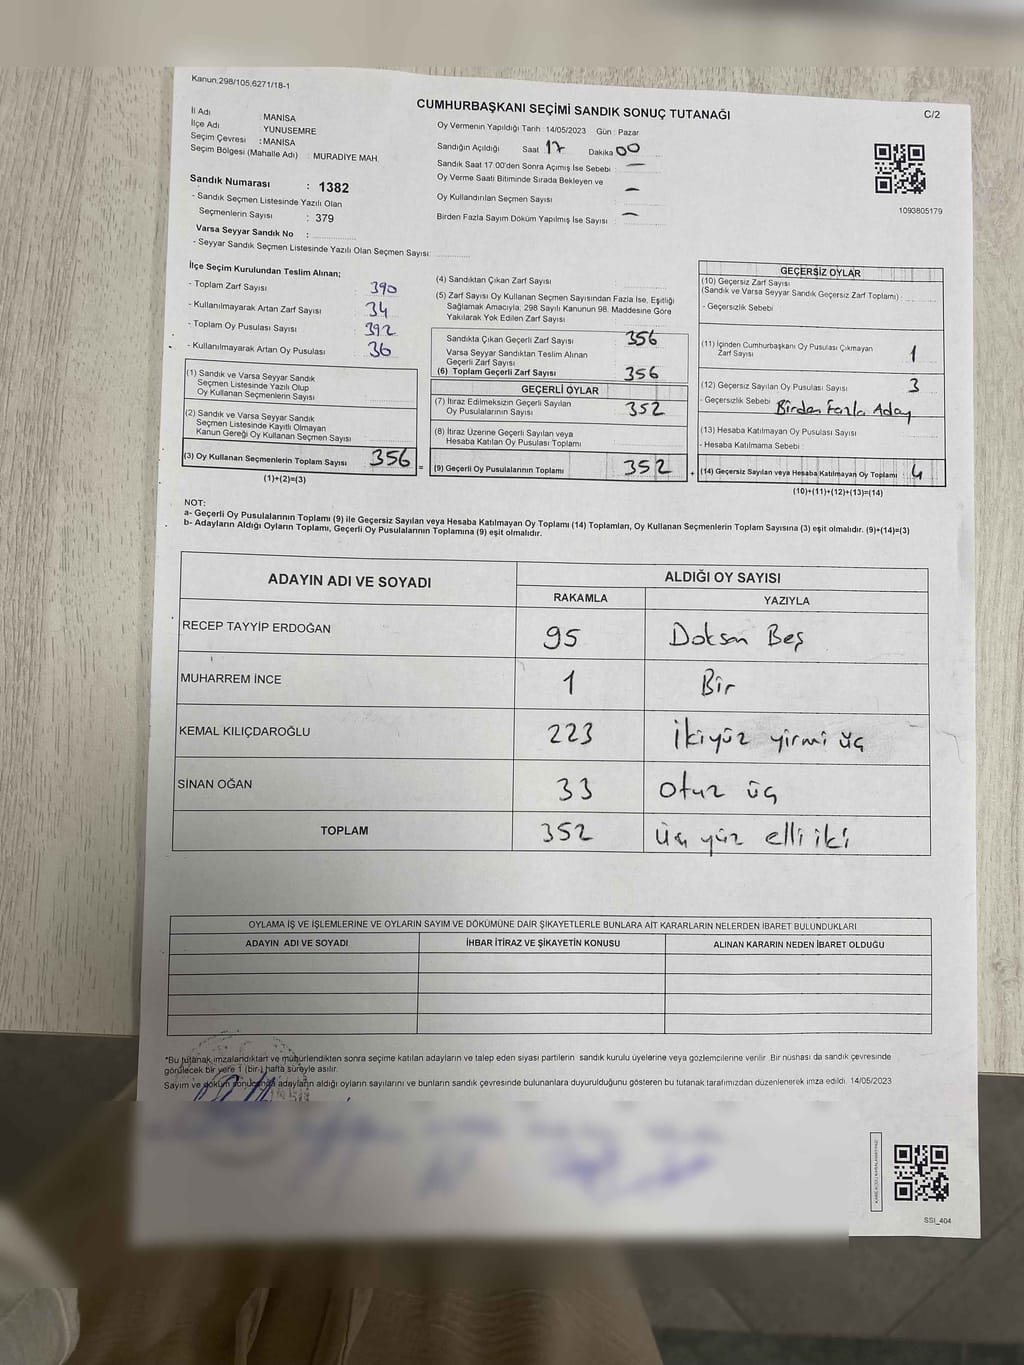 Kanun:298/105,6271/18-1
CUMHURBAŞKANI SEÇİMİ SANDIK SONUÇ TUTANAĞI
C/2
İl Adı : MANİSA
İlçe Adı : YUNUSEMRE
Seçim Çevresi : MANİSA
Seçim Bölgesi (Mahalle Adı) : MURADİYE MAH.
Oy Vermenin Yapıldığı Tarih: 14/05/2023 Gün : Pazar
Sandığın Açıldığı Saat 17 Dakika 00
Sandık Saat 17:00'den Sonra Açımış İse Sebebi : —
Oy Verme Saati Bitiminde Sırada Bekleyen ve
Oy Kullandırılan Seçmen Sayısı —
Birden Fazla Sayım Döküm Yapılmış İse Sayısı : —
1093805179
Sandık Numarası : 1382
- Sandık Seçmen Listesinde Yazılı Olan
Seçmenlerin Sayısı : 379
Varsa Seyyar Sandık No :
- Seyyar Sandık Seçmen Listesinde Yazılı Olan Seçmen Sayısı:
İlçe Seçim Kurulundan Teslim Alınan;
- Toplam Zarf Sayısı : 390
- Kullanılmayarak Artan Zarf Sayısı : 34
- Toplam Oy Pusulası Sayısı : 392
- Kullanılmayarak Artan Oy Pusulası : 36
(1) Sandık ve Varsa Seyyar Sandık
Seçmen Listesinde Yazılı Olup
Oy Kullanan Seçmenlerin Sayısı
(2) Sandık ve Varsa Seyyar Sandık
Seçmen Listesinde Kayıtlı Olmayan
Kanun Gereği Oy Kullanan Seçmen Sayısı
(3) Oy Kullanan Seçmenlerin Toplam Sayısı 356 =
(1)+(2)=(3)
(4) Sandıktan Çıkan Zarf Sayısı
(5) Zarf Sayısı Oy Kullanan Seçmen Sayısından Fazla İse, Eşitliği
Sağlamak Amacıyla; 298 Sayılı Kanunun 98. Maddesine Göre
Yakılarak Yok Edilen Zarf Sayısı
Sandıkta Çıkan Geçerli Zarf Sayısı : 356
Varsa Seyyar Sandıktan Teslim Alınan
Geçerli Zarf Sayısı
(6) Toplam Geçerli Zarf Sayısı : 356
GEÇERLİ OYLAR
(7) İtiraz Edilmeksizin Geçerli Sayılan
Oy Pusulalarının Sayısı : 352
(8) İtiraz Üzerine Geçerli Sayılan veya
Hesaba Katılan Oy Pusulası Toplamı
(9) Geçerli Oy Pusulalarının Toplamı 352 +
GEÇERSİZ OYLAR
(10) Geçersiz Zarf Sayısı
(Sandık ve Varsa Seyyar Sandık Geçersiz Zarf Toplamı) :
- Geçersizlik Sebebi :
(11) İçinden Cumhurbaşkanı Oy Pusulası Çıkmayan
Zarf Sayısı 1
(12) Geçersiz Sayılan Oy Pusulası Sayısı : 3
- Geçersizlik Sebebi : Birden Fazla Aday
(13) Hesaba Katılmayan Oy Pusulası Sayısı :
- Hesaba Katılmama Sebebi :
(14) Geçersiz Sayılan veya Hesaba Katılmayan Oy Toplamı 4
(10)+(11)+(12)+(13)=(14)
NOT:
a- Geçerli Oy Pusulalarının Toplamı (9) ile Geçersiz Sayılan veya Hesaba Katılmayan Oy Toplamı (14) Toplamları, Oy Kullanan Seçmenlerin Toplam Sayısına (3) eşit olmalıdır. (9)+(14)=(3)
b- Adayların Aldığı Oyların Toplamı, Geçerli Oy Pusulalarının Toplamına (9) eşit olmalıdır.
ADAYIN ADI VE SOYADI ALDIĞI OY SAYISI
RAKAMLA YAZIYLA
RECEP TAYYİP ERDOĞAN 95 Doksan Beş
MUHARREM İNCE 1 Bir
KEMAL KILIÇDAROĞLU 223 İkiyüz yirmi üç
SİNAN OĞAN 33 Otuz üç
TOPLAM 352 Üç yüz elli iki
OYLAMA İŞ VE İŞLEMLERİNE VE OYLARIN SAYIM VE DÖKÜMÜNE DAİR ŞİKAYETLERLE BUNLARA AİT KARARLARIN NELERDEN İBARET BULUNDUKLARI
ADAYIN ADI VE SOYADI İHBAR İTİRAZ VE ŞİKAYETİN KONUSU ALINAN KARARIN NEDEN İBARET OLDUĞU
*Bu tutanak imzalandıktan ve mühürlendikten sonra seçime katılan adayların ve talep eden siyasi partilerin sandık kurulu üyelerine veya gözlemcilerine verilir. Bir nüshası da sandık çevresinde
görülecek bir yere 1 (bir) hafta süreyle asılır.
Sayım ve döküm sonucunda adayların aldığı oyların sayılarını ve bunların sandık çevresinde bulunanlara duyurulduğunu gösteren bu tutanak tarafımızdan düzenlenerek imza edildi. 14/05/2023
SSI_404